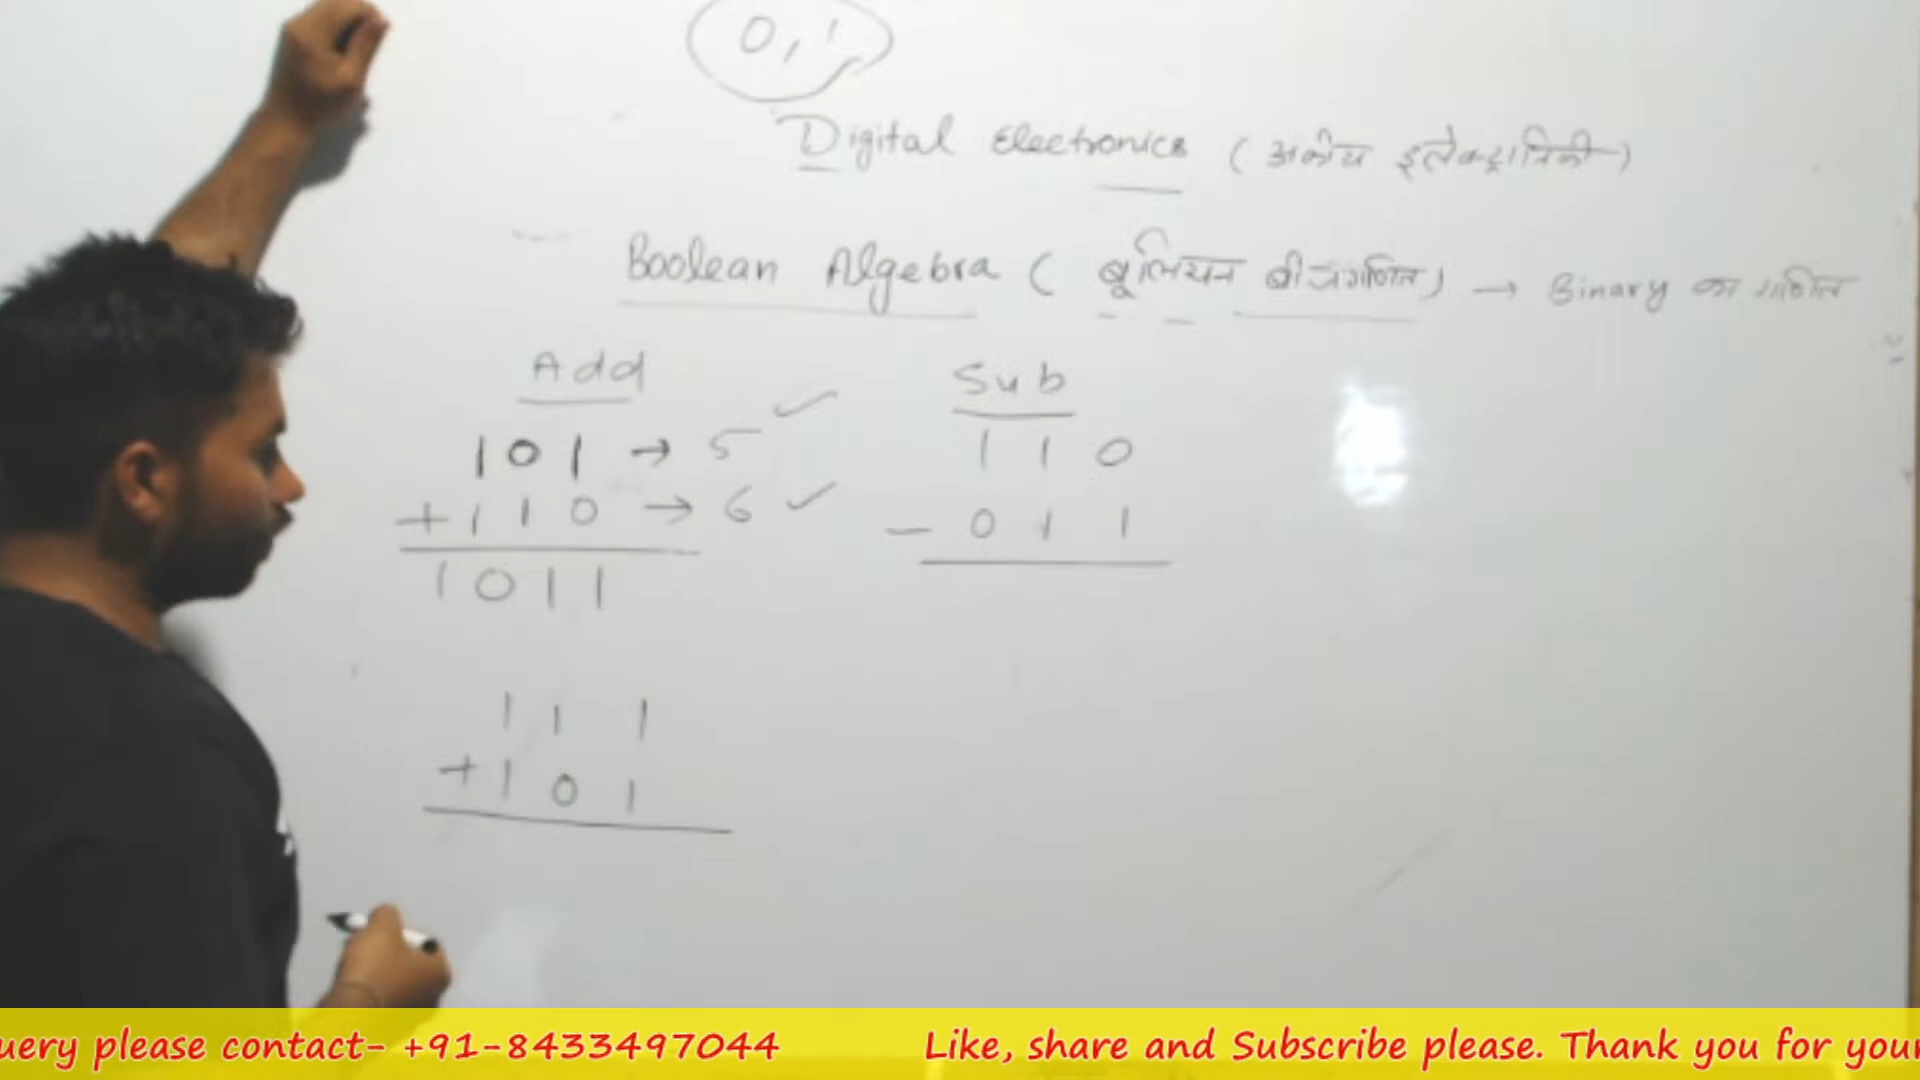 0, 1
Digital Electronics (अंकीय इलेक्ट्रानिकी)
Boolean Algebra ( बूलियन बीजगणित) → Binary का गणित
Add
101 → 5 ✓
+110 → 6 ✓
1011
111
+101
Sub
110
- 011
uery please contact- +91-8433497044
Like, share and Subscribe please. Thank you for your